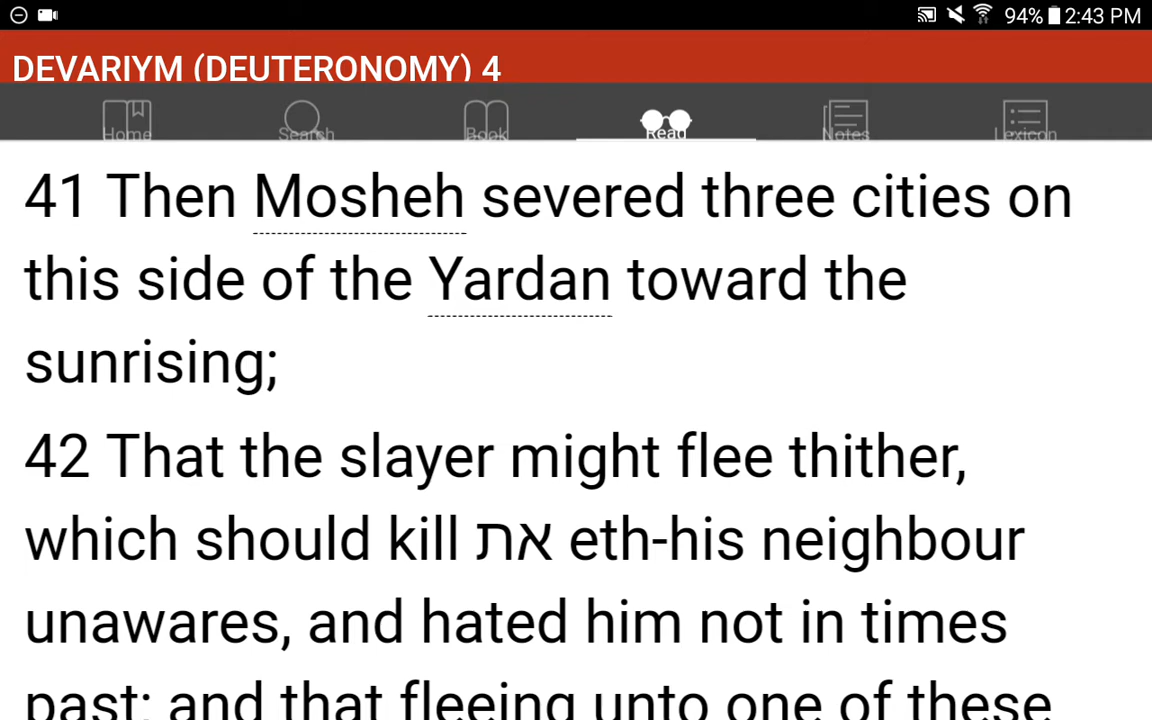 94% 2:43 PM
DEVARIYM (DEUTERONOMY) 4
Home Search Book Read Notes Lexicon
41 Then Mosheh severed three cities on
this side of the Yardan toward the
sunrising;
42 That the slayer might flee thither,
which should kill את eth-his neighbour
unawares, and hated him not in times
past; and that fleeing unto one of these